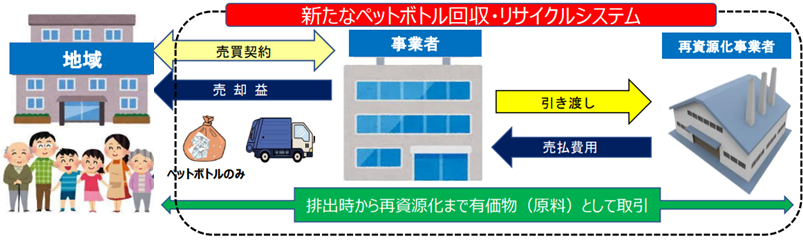 新たなペットボトル回収・リサイクルシステム
地域
売買契約
事業者
再資源化事業者
売却益
引き渡し
売払費用
ペットボトルのみ
排出時から再資源化まで有価物（原料）として取引